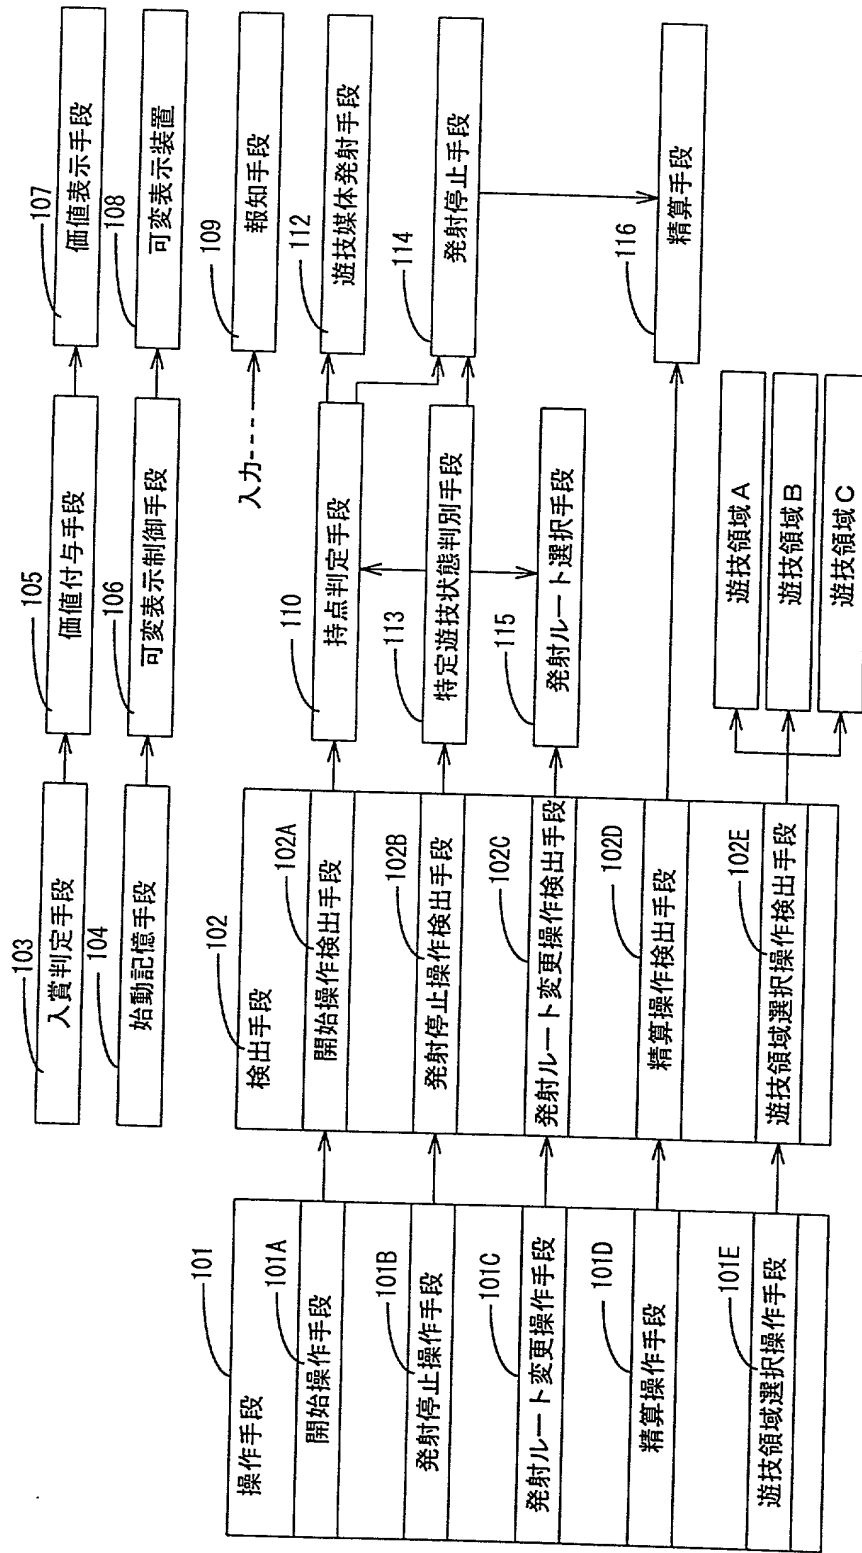 103
入賞判定手段
105
価値付与手段
107
価値表示手段
104
始動記憶手段
106
可変表示制御手段
108
可変表示装置
109
報知手段
入力
101
操作手段
101A
開始操作手段
101B
発射停止操作手段
101C
発射ルート変更操作手段
101D
精算操作手段
101E
遊技領域選択操作手段
102
検出手段
102A
開始操作検出手段
102B
発射停止操作検出手段
102C
発射ルート変更操作検出手段
102D
精算操作検出手段
102E
遊技領域選択操作検出手段
110
持点判定手段
112
遊技媒体発射手段
113
特定遊技状態判別手段
114
発射停止手段
115
発射ルート選択手段
116
精算手段
遊技領域A
遊技領域B
遊技領域C